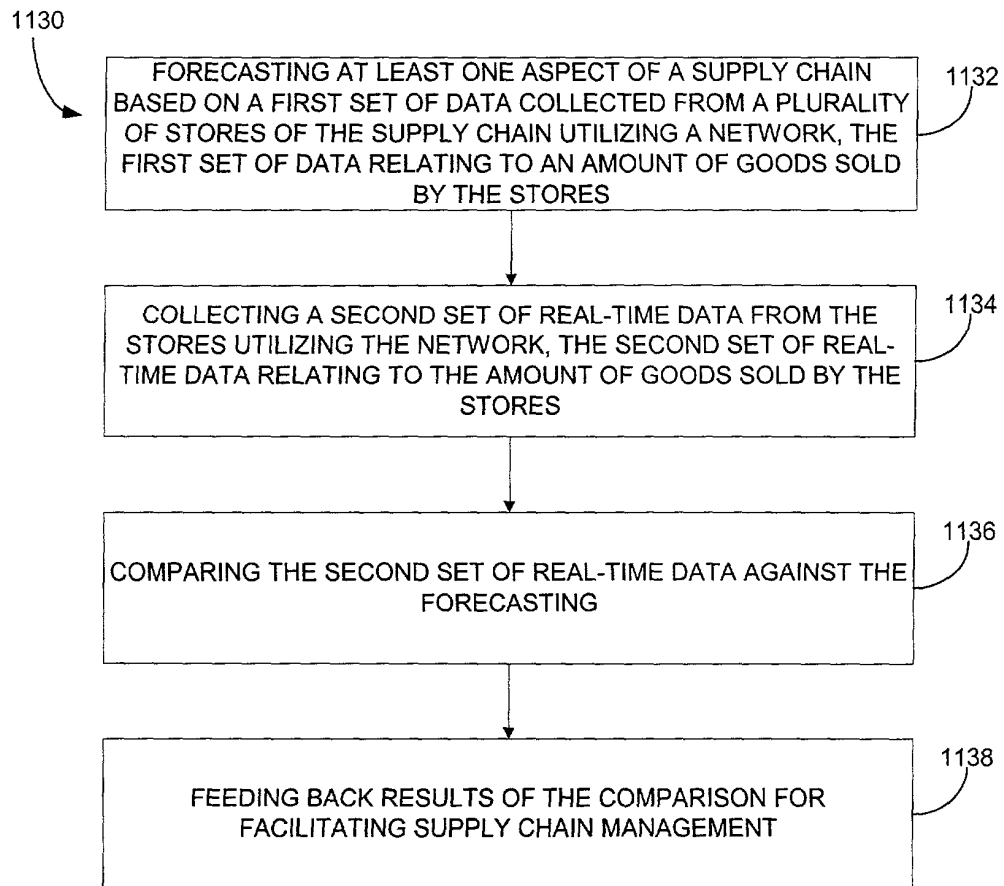 1130
FORECASTING AT LEAST ONE ASPECT OF A SUPPLY CHAIN
BASED ON A FIRST SET OF DATA COLLECTED FROM A PLURALITY
OF STORES OF THE SUPPLY CHAIN UTILIZING A NETWORK, THE
FIRST SET OF DATA RELATING TO AN AMOUNT OF GOODS SOLD
BY THE STORES
1132
COLLECTING A SECOND SET OF REAL-TIME DATA FROM THE
STORES UTILIZING THE NETWORK, THE SECOND SET OF REAL-
TIME DATA RELATING TO THE AMOUNT OF GOODS SOLD BY THE
STORES
1134
COMPARING THE SECOND SET OF REAL-TIME DATA AGAINST THE
FORECASTING
1136
FEEDING BACK RESULTS OF THE COMPARISON FOR
FACILITATING SUPPLY CHAIN MANAGEMENT
1138